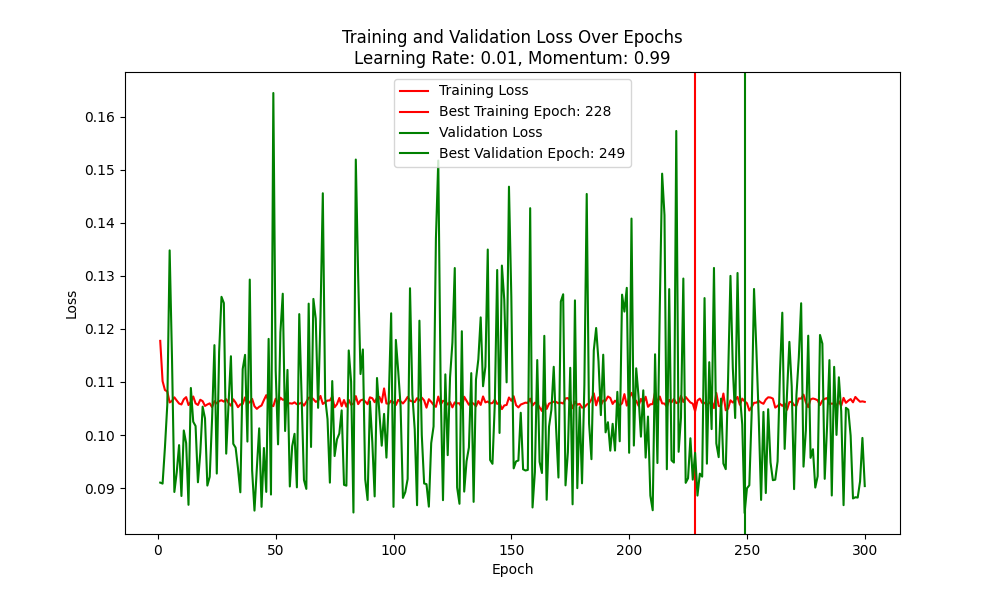 Training and Validation Loss Over Epochs
Learning Rate: 0.01, Momentum: 0.99
Training Loss
Best Training Epoch: 228
Validation Loss
Best Validation Epoch: 249
Loss
0.16
0.15
0.14
0.13
0.12
0.11
0.10
0.09
0 50 100 150 200 250 300
Epoch